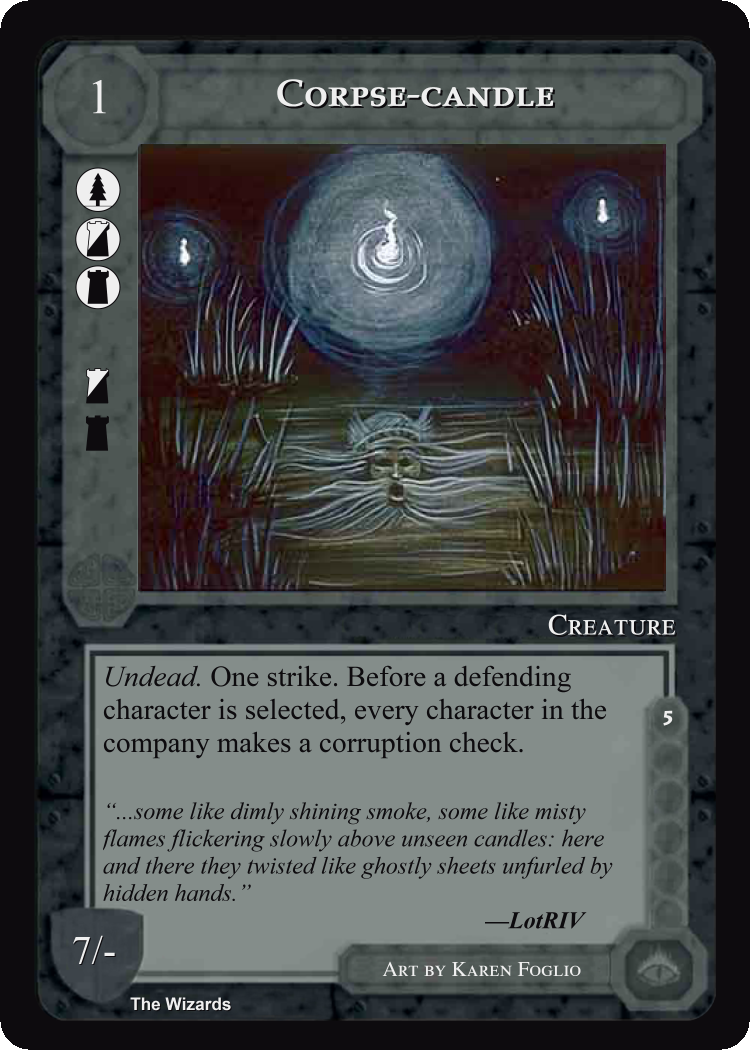 1
Corpse-candle
Creature
Undead. One strike. Before a defending
character is selected, every character in the
company makes a corruption check.
5
“...some like dimly shining smoke, some like misty
flames flickering slowly above unseen candles: here
and there they twisted like ghostly sheets unfurled by
hidden hands.”
—LotRIV
7/-
Art by Karen Foglio
The Wizards